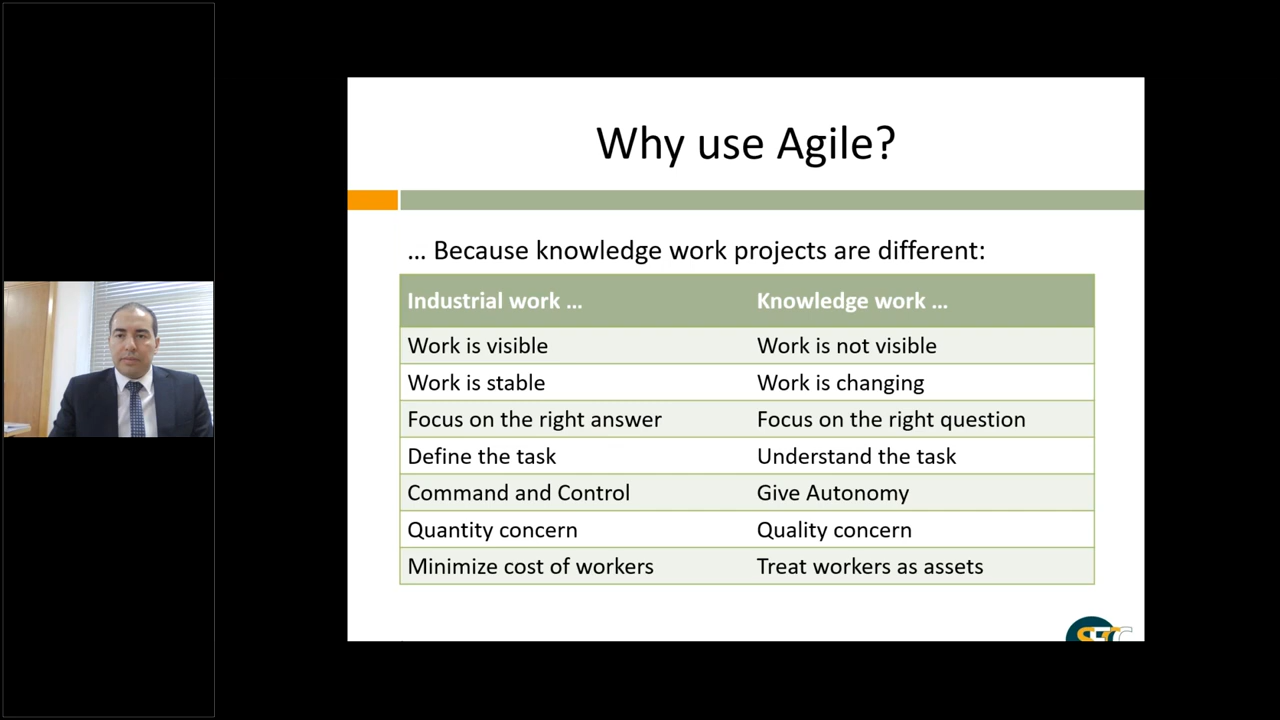 Why use Agile?
... Because knowledge work projects are different:
Industrial work ... Knowledge work ...
Work is visible Work is not visible
Work is stable Work is changing
Focus on the right answer Focus on the right question
Define the task Understand the task
Command and Control Give Autonomy
Quantity concern Quality concern
Minimize cost of workers Treat workers as assets